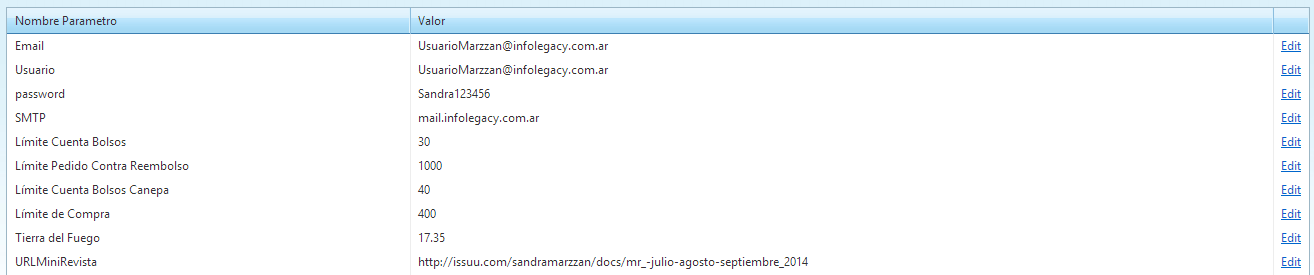 Nombre Parametro Valor
Email UsuarioMarzzan@infolegacy.com.ar Edit
Usuario UsuarioMarzzan@infolegacy.com.ar Edit
password Sandra123456 Edit
SMTP mail.infolegacy.com.ar Edit
Límite Cuenta Bolsos 30 Edit
Límite Pedido Contra Reembolso 1000 Edit
Límite Cuenta Bolsos Canepa 40 Edit
Límite de Compra 400 Edit
Tierra del Fuego 17.35 Edit
URLMiniRevista http://issuu.com/sandramarzzan/docs/mr_-julio-agosto-septiembre_2014 Edit